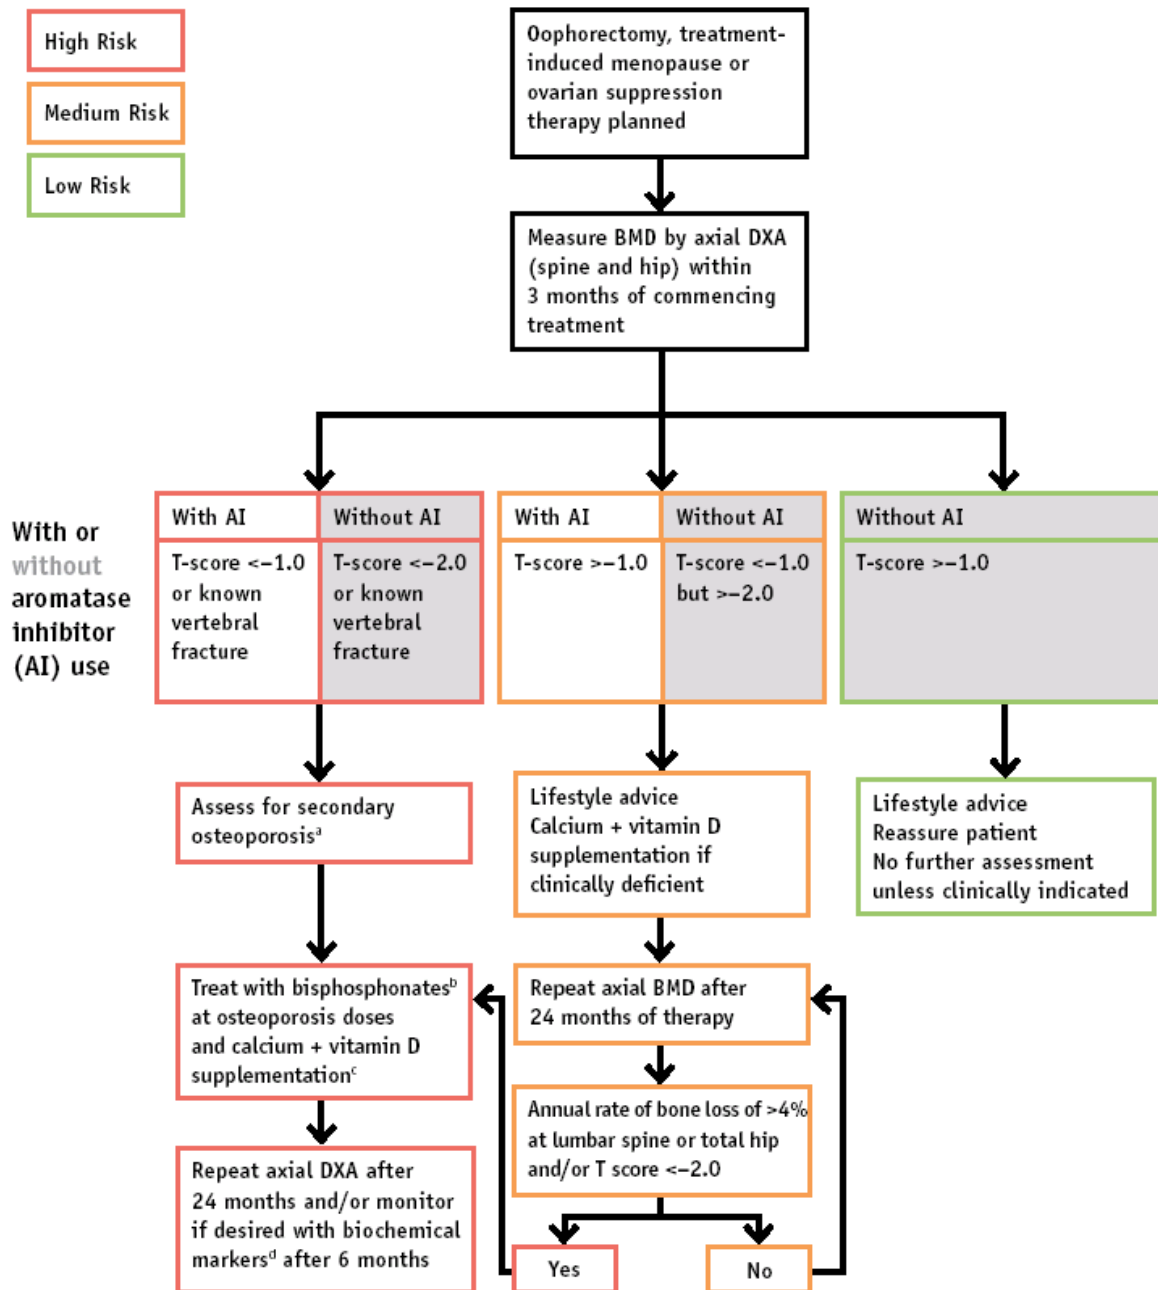 High Risk
Medium Risk
Low Risk
Oophorectomy, treatment-
induced menopause or
ovarian suppression
therapy planned
Measure BMD by axial DXA
(spine and hip) within
3 months of commencing
treatment
With or
without
aromatase
inhibitor
(AI) use
With AI
T-score <–1.0
or known
vertebral
fracture
Without AI
T-score <–2.0
or known
vertebral
fracture
With AI
T-score >–1.0
Without AI
T-score <–1.0
but >–2.0
Without AI
T-score >–1.0
Assess for secondary
osteoporosisᵃ
Treat with bisphosphonatesᵇ
at osteoporosis doses
and calcium + vitamin D
supplementationᶜ
Repeat axial DXA after
24 months and/or monitor
if desired with biochemical
markersᵈ after 6 months
Lifestyle advice
Calcium + vitamin D
supplementation if
clinically deficient
Repeat axial BMD after
24 months of therapy
Annual rate of bone loss of >4%
at lumbar spine or total hip
and/or T score <–2.0
Yes
No
Lifestyle advice
Reassure patient
No further assessment
unless clinically indicated